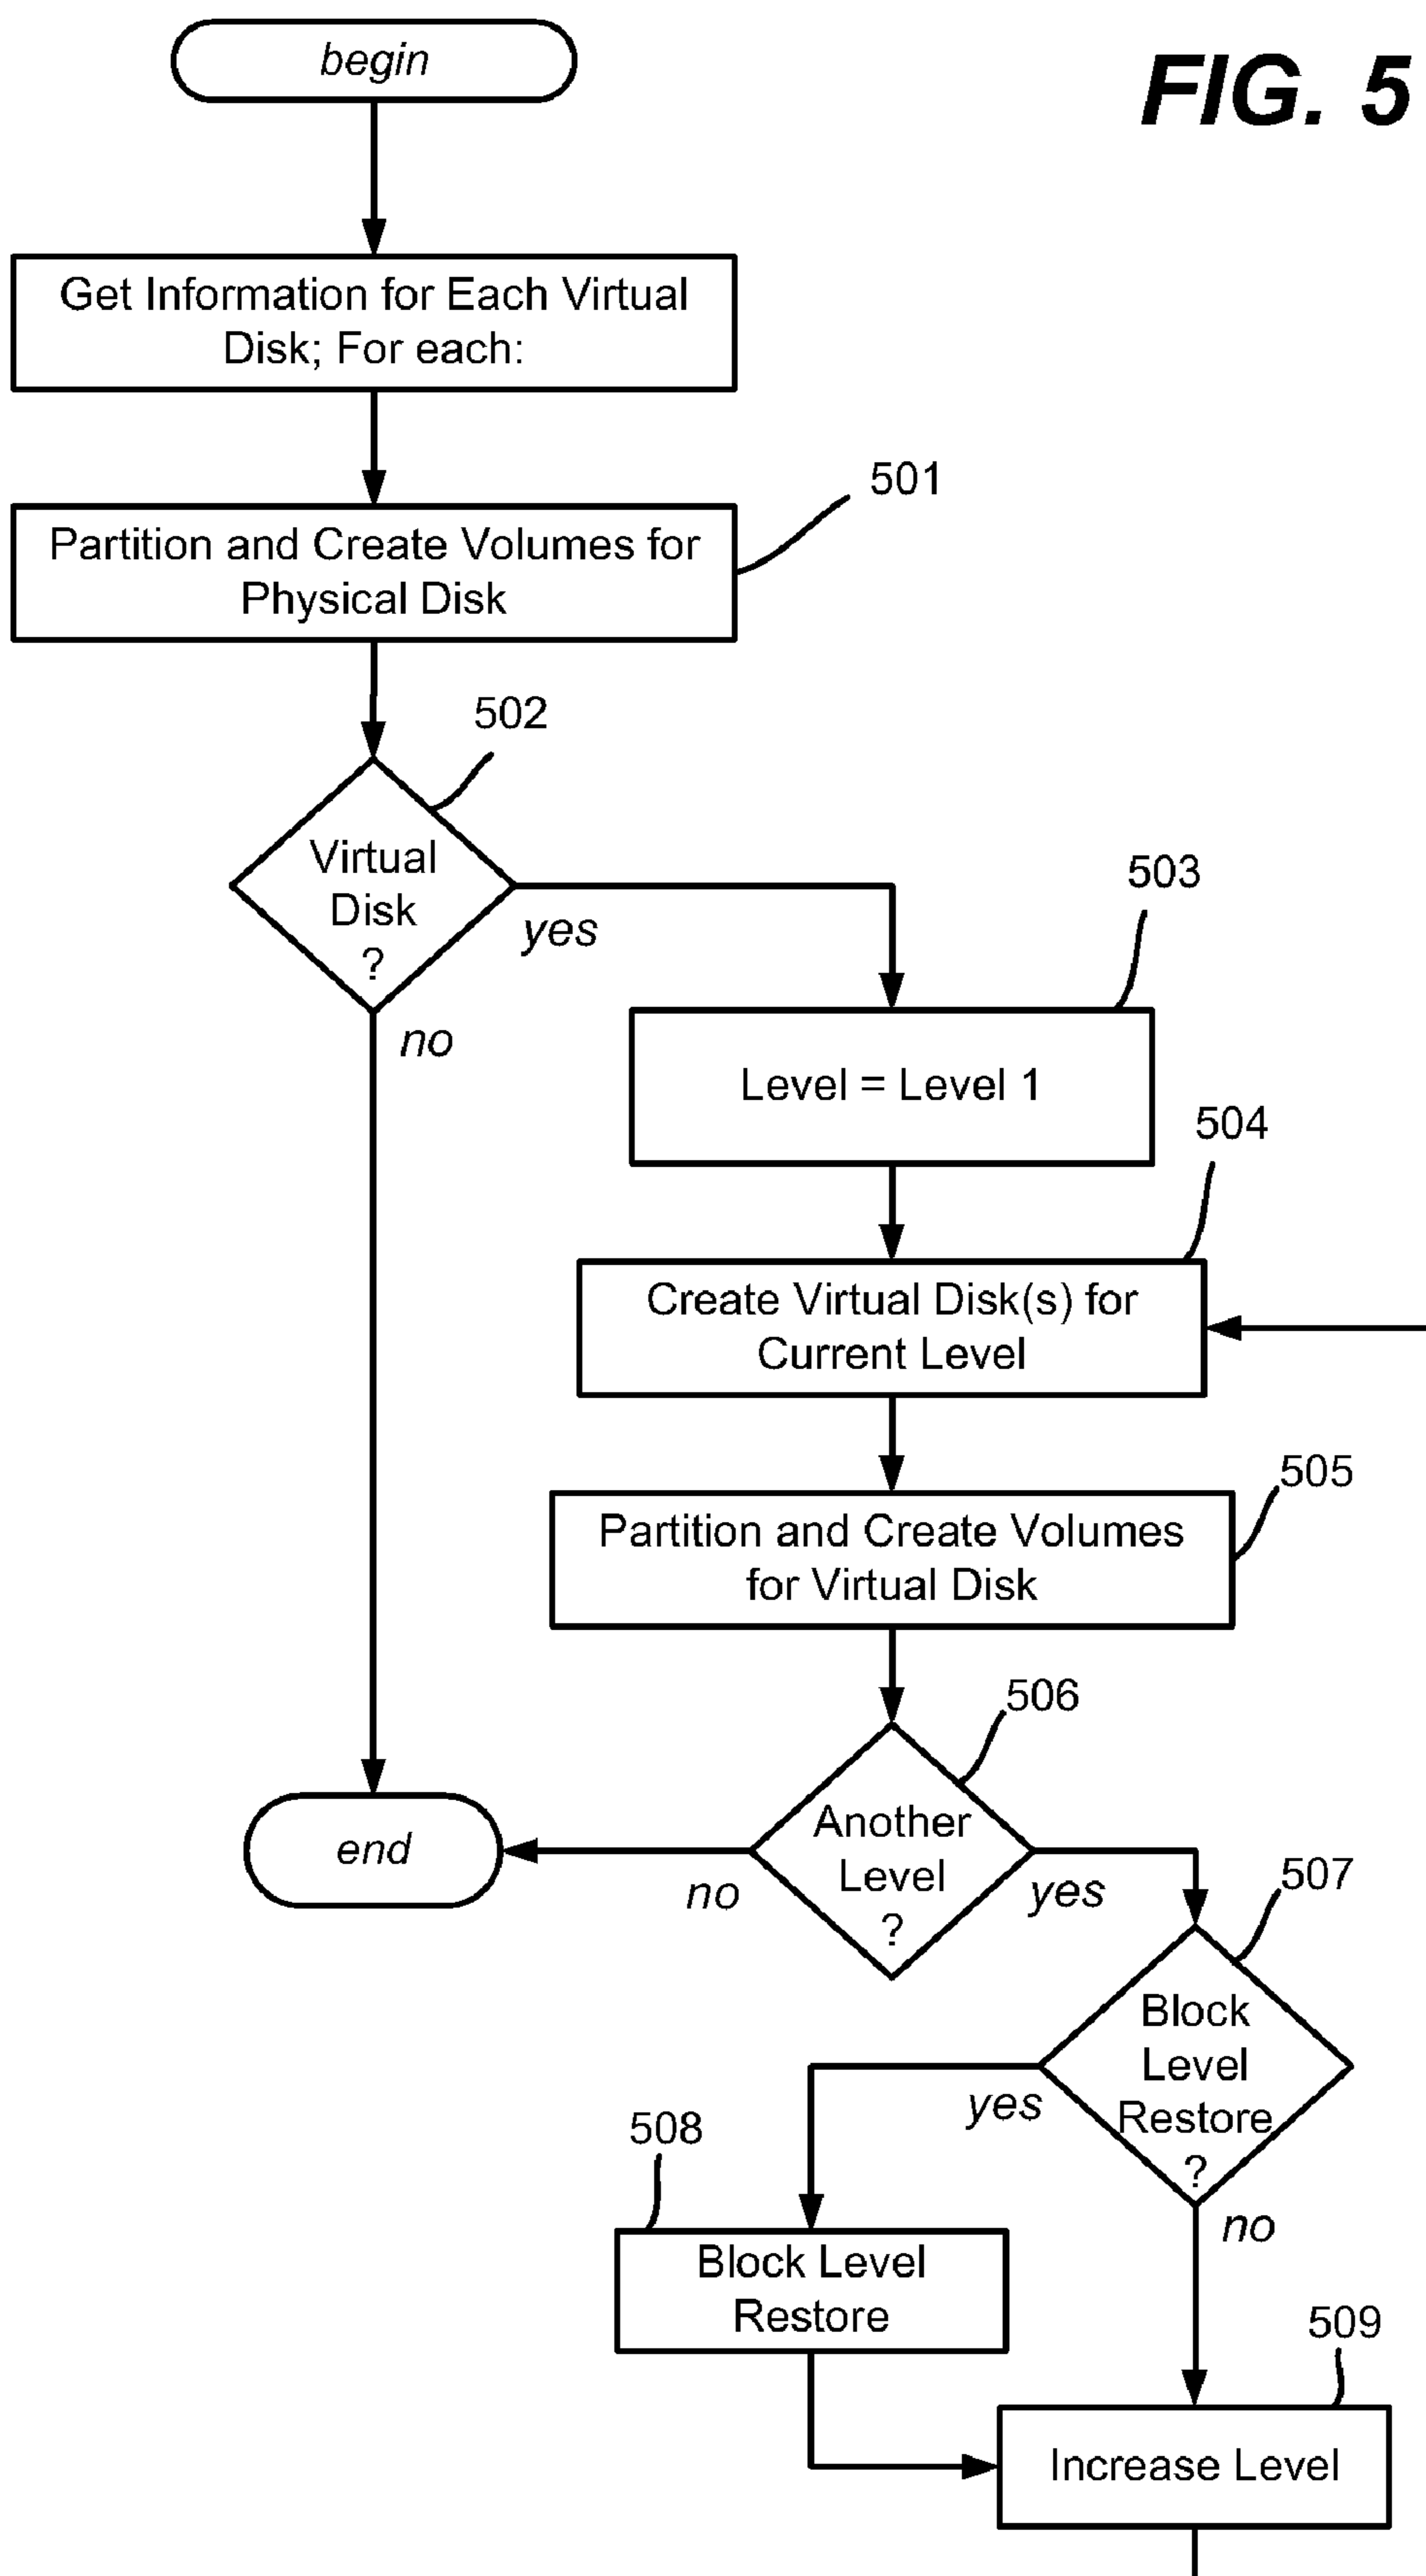 FIG. 5
begin
Get Information for Each Virtual
Disk; For each:
501
Partition and Create Volumes for
Physical Disk
502
Virtual
Disk
?
yes
no
503
Level = Level 1
504
Create Virtual Disk(s) for
Current Level
505
Partition and Create Volumes
for Virtual Disk
506
Another
Level
?
no
yes
end
507
Block
Level
Restore
?
yes
no
508
Block Level
Restore
509
Increase Level